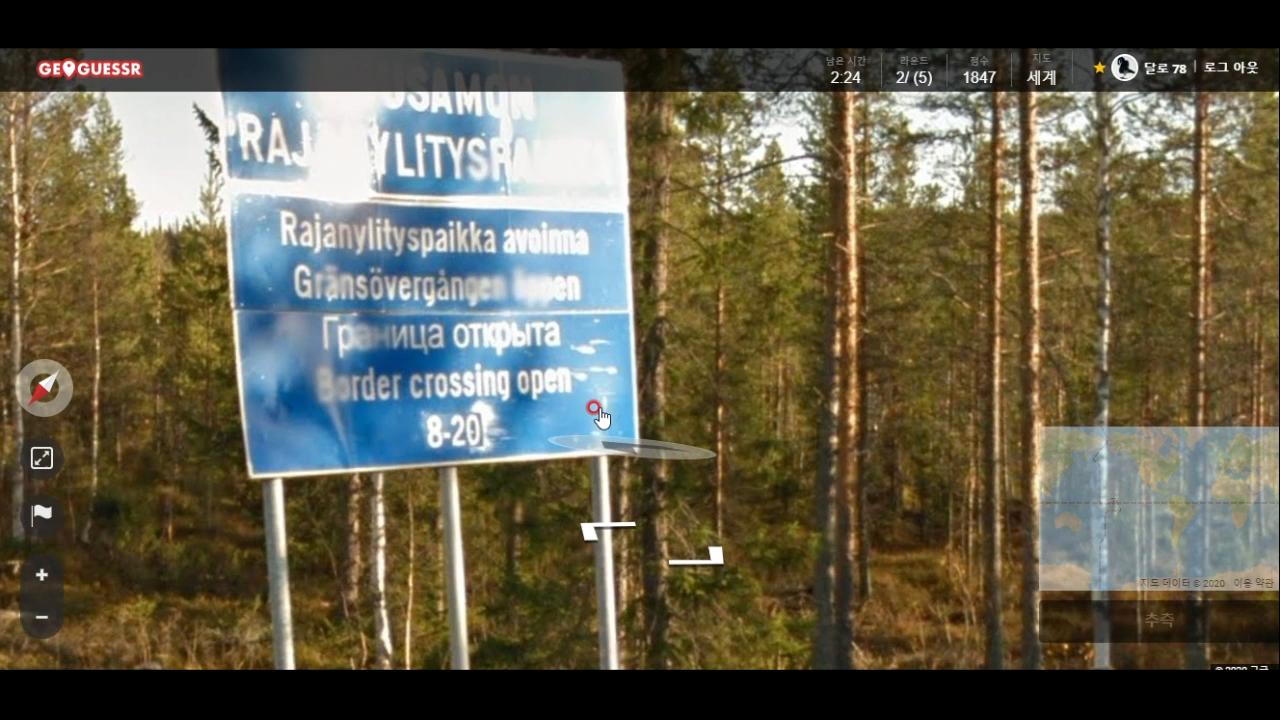 GEOGUESSR
남은 시간
2:24
라운드
2/ (5)
점수
1847
지도
세계
달로 78
로그 아웃
Rajanylityspaikka avoinna
Gränsövergången öppen
Граница открыта
Border crossing open
8-20
지도 데이터 © 2020
이용 약관
추측